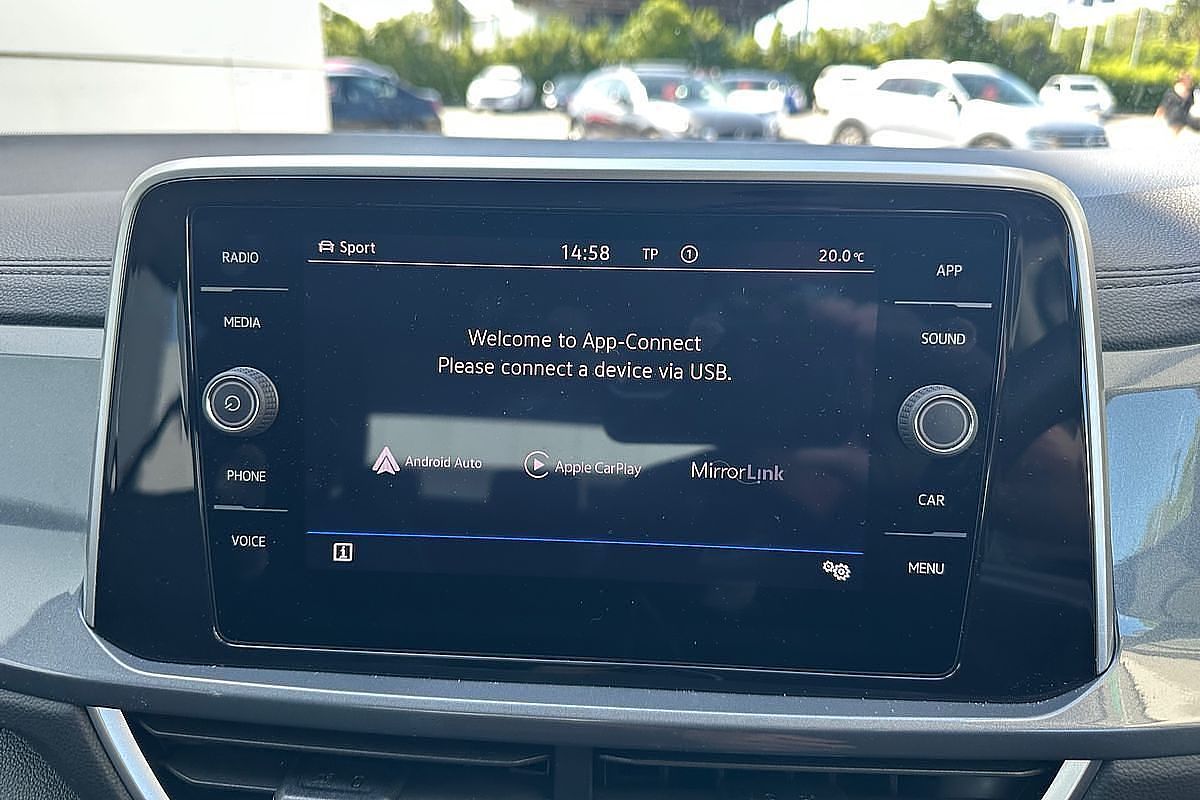 RADIO
MEDIA
PHONE
VOICE
Sport 14:58 TP 1 20.0°C
Welcome to App-Connect
Please connect a device via USB.
Android Auto Apple CarPlay MirrorLink
i
APP
SOUND
CAR
MENU